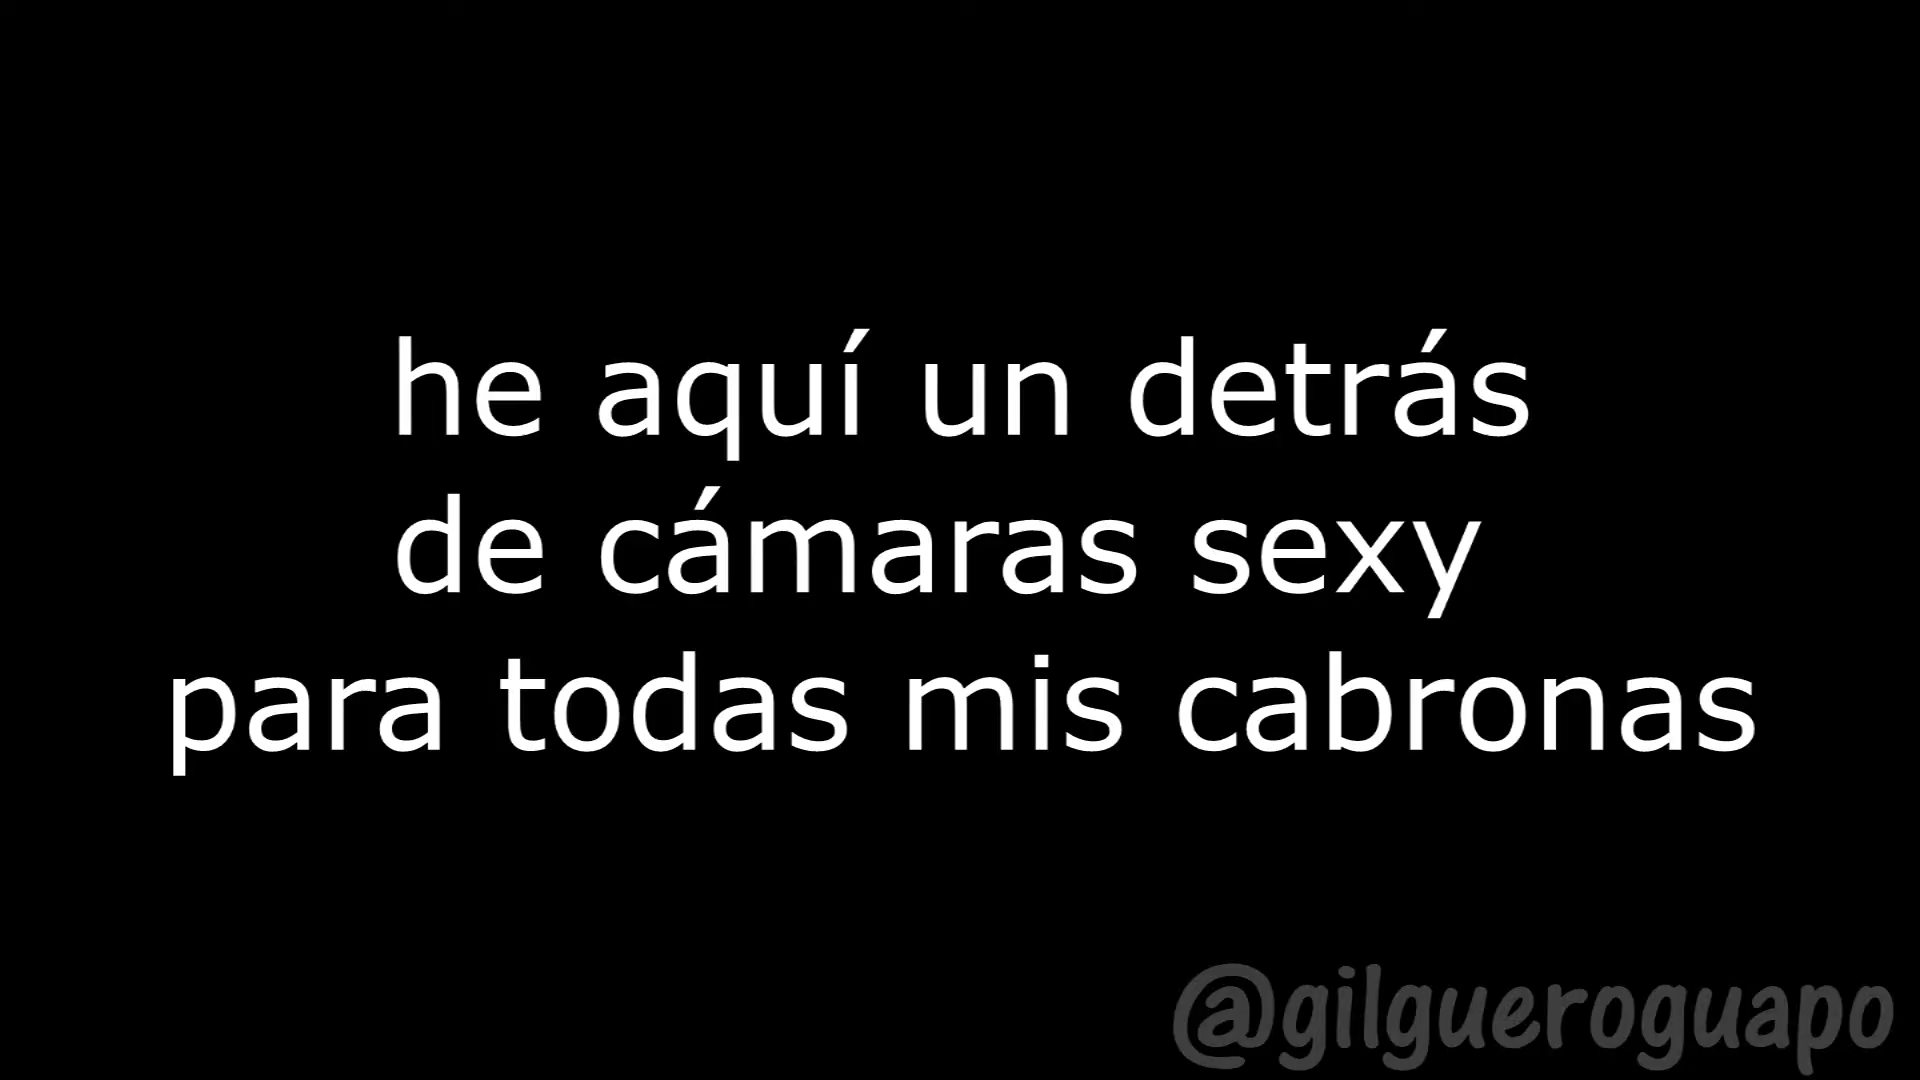 he aquí un detrás
de cámaras sexy
para todas mis cabronas
@gilgueroguapo